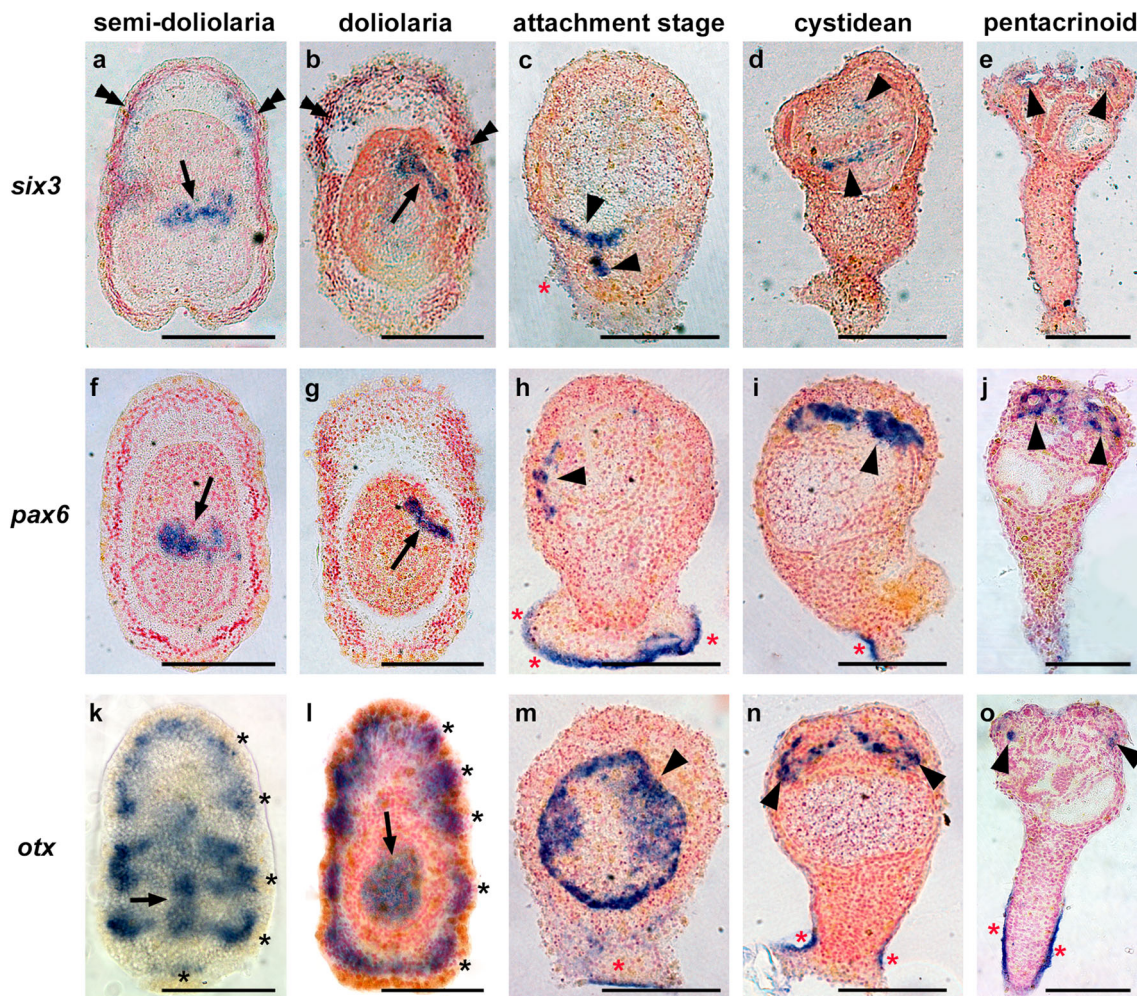 semi-doliolaria doliolaria attachment stage cystidean pentacrinoid
a b c d e
six3
*
f g h i j
pax6
* * * *
k l m n o
otx
* * * * * * * * * * * * * * *